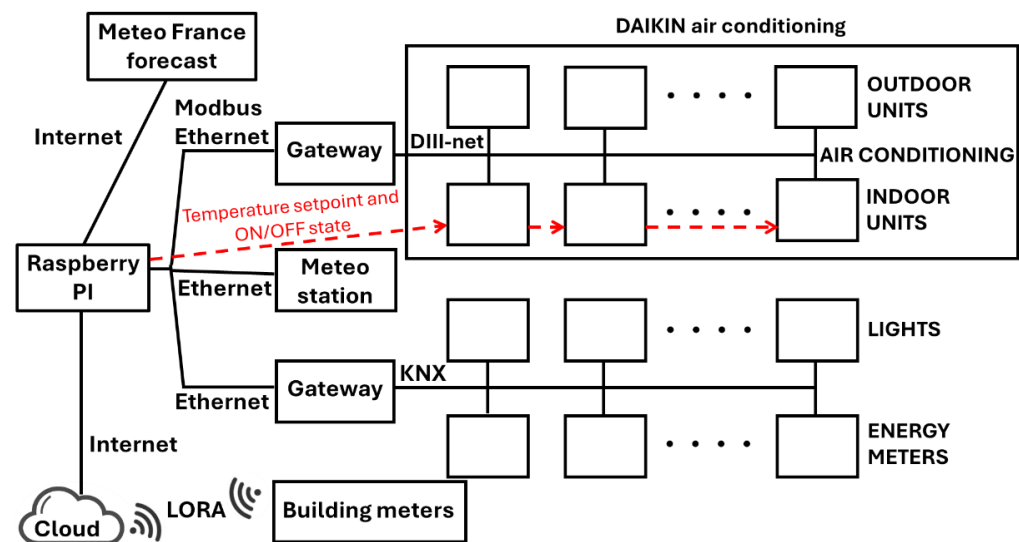 DAIKIN air conditioning
Meteo France
forecast
Internet
Modbus
Ethernet
Gateway
DIII-net
OUTDOOR
UNITS
AIR CONDITIONING
INDOOR
UNITS
Temperature setpoint and
ON/OFF state
Raspberry
PI
Ethernet
Meteo
station
LIGHTS
Ethernet
Gateway
KNX
ENERGY
METERS
Internet
Cloud
LORA
Building meters